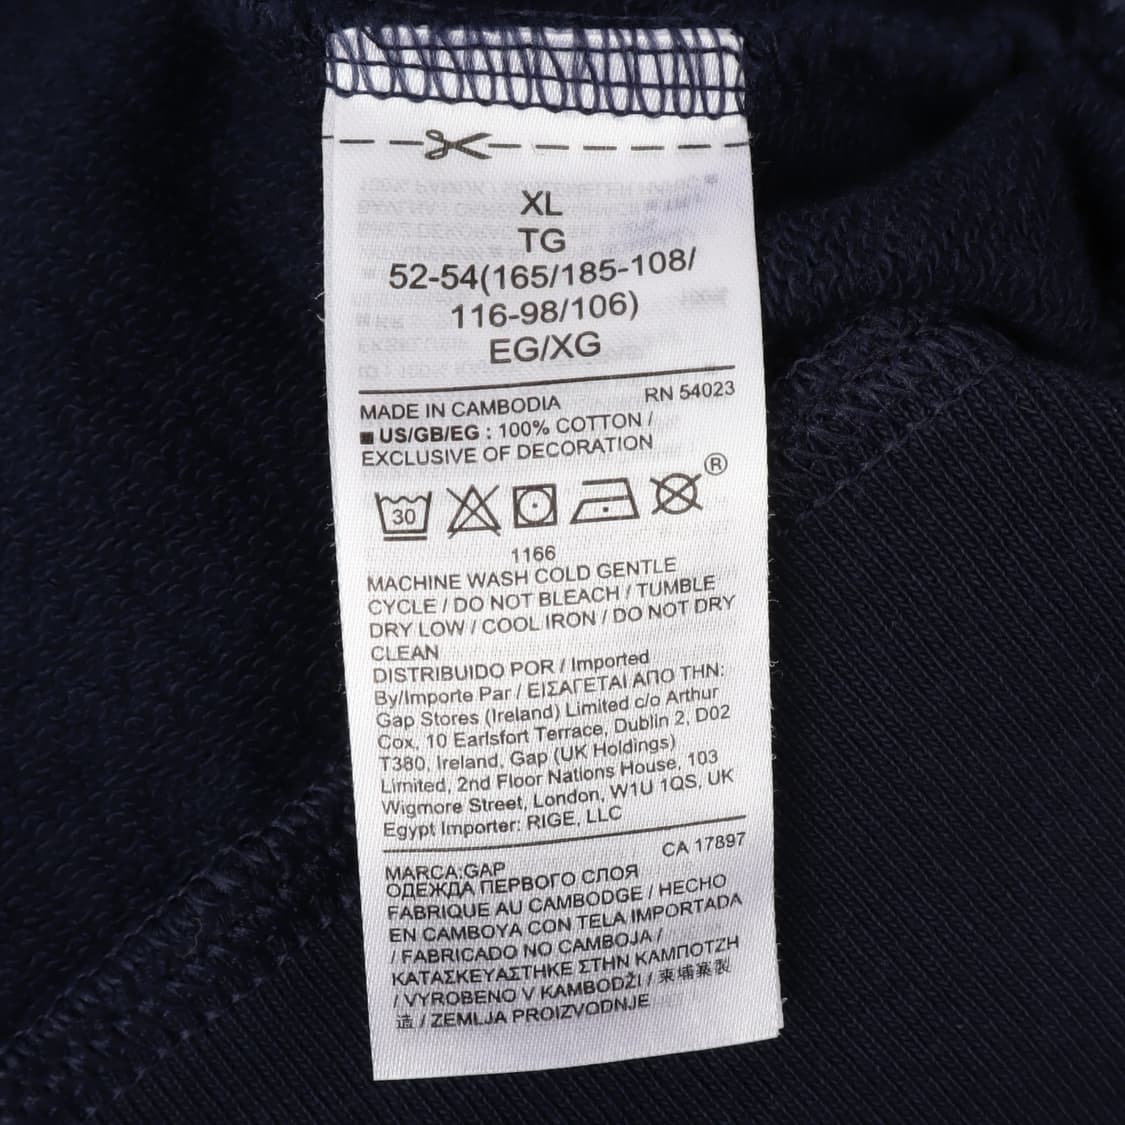 XL
TG
52-54(165/185-108/
116-98/106)
EG/XG
MADE IN CAMBODIA RN 54023
■ US/GB/EG : 100% COTTON /
EXCLUSIVE OF DECORATION
30 ®
1166
MACHINE WASH COLD GENTLE
CYCLE / DO NOT BLEACH / TUMBLE
DRY LOW / COOL IRON / DO NOT DRY
CLEAN
DISTRIBUIDO POR / Imported
By/Importe Par / ΕΙΣΑΓΕΤΑΙ ΑΠΟ ΤΗΝ:
Gap Stores (Ireland) Limited c/o Arthur
Cox, 10 Earlsfort Terrace, Dublin 2, D02
T380, Ireland, Gap (UK Holdings)
Limited, 2nd Floor Nations House, 103
Wigmore Street, London, W1U 1QS, UK
Egypt Importer: RIGE, LLC
CA 17897
MARCA:GAP
ОДЕЖДА ПЕРВОГО СЛОЯ
FABRIQUE AU CAMBODGE / HECHO
EN CAMBOYA CON TELA IMPORTADA
/ FABRICADO NO CAMBOJA /
ΚΑΤΑΣΚΕΥΑΣΤΗΚΕ ΣΤΗΝ ΚΑΜΠΟΤΖΗ
/ VYROBENO V KAMBODŽI / 柬埔寨製
造 / ZEMLJA PROIZVODNJE